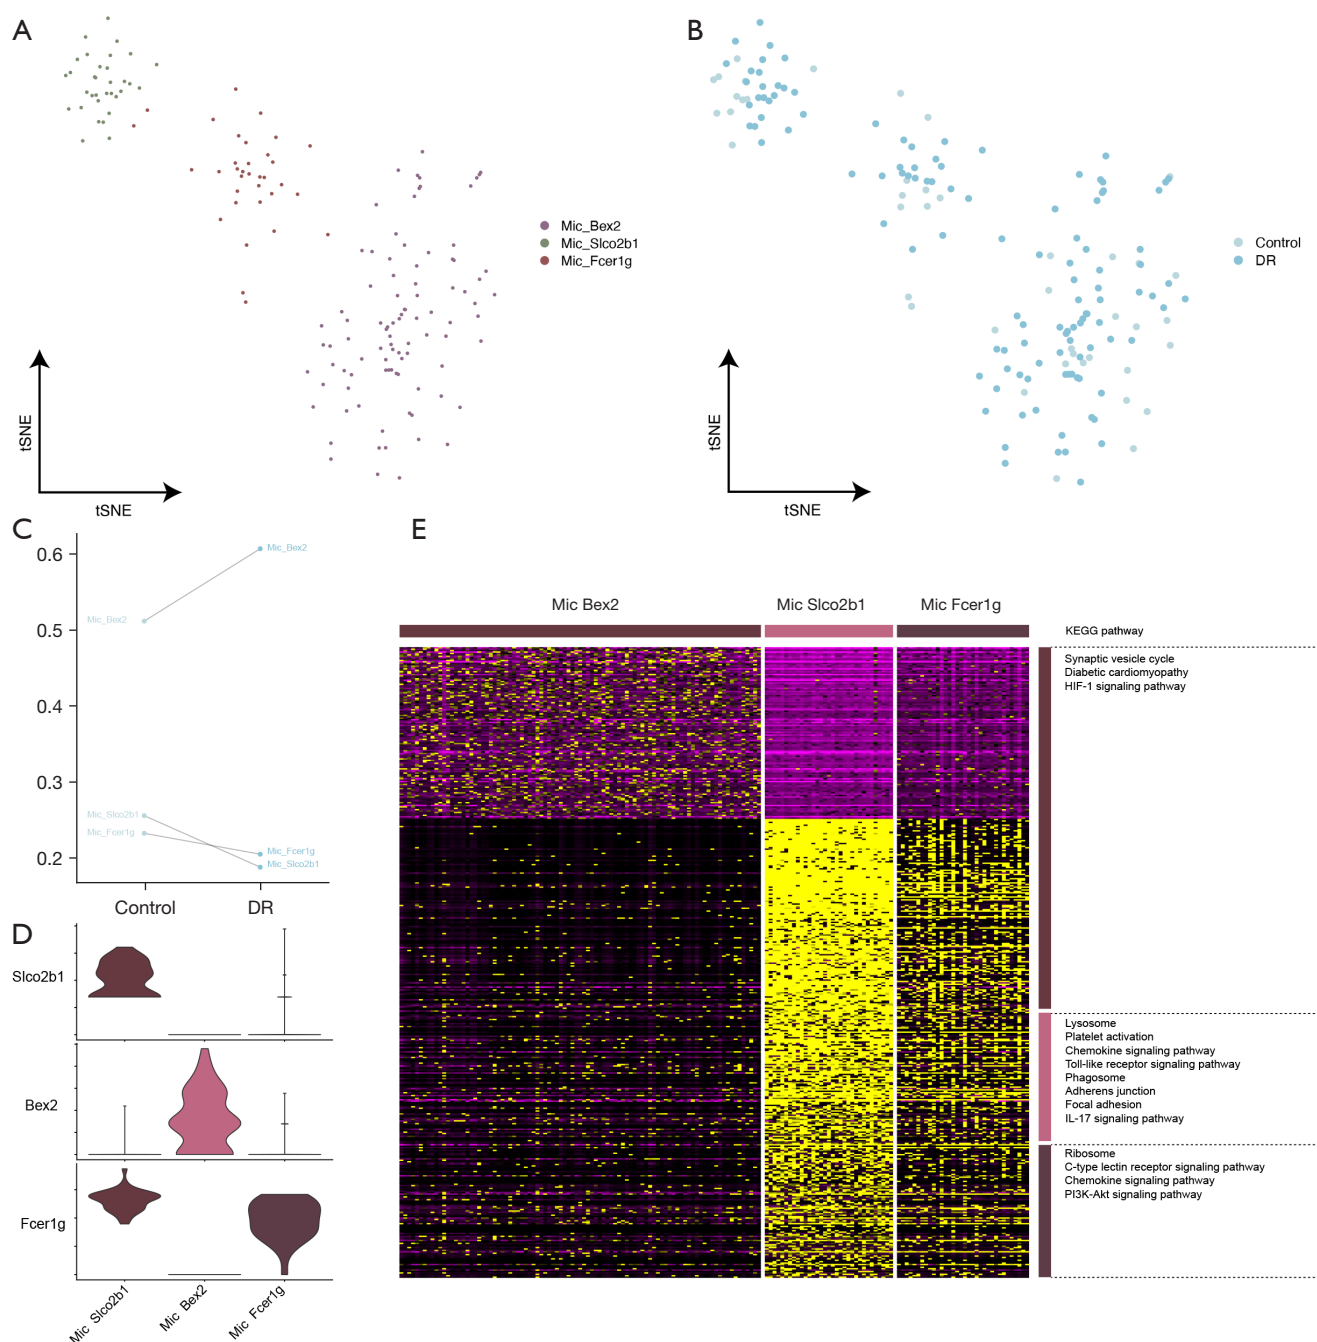 A
B
Mic_Bex2
Mic_Slco2b1
Mic_Fcer1g
Control
DR
tSNE
tSNE
tSNE
tSNE
C
E
0.6
0.5
0.4
0.3
0.2
Mic_Bex2
Mic_Bex2
Mic_Slco2b1
Mic_Fcer1g
Mic_Fcer1g
Mic_Slco2b1
Control
DR
Mic Bex2
Mic Slco2b1
Mic Fcer1g
KEGG pathway
Synaptic vesicle cycle
Diabetic cardiomyopathy
HIF-1 signaling pathway
Lysosome
Platelet activation
Chemokine signaling pathway
Toll-like receptor signaling pathway
Phagosome
Adherens junction
Focal adhesion
IL-17 signaling pathway
Ribosome
C-type lectin receptor signaling pathway
Chemokine signaling pathway
PI3K-Akt signaling pathway
D
Slco2b1
Bex2
Fcer1g
Mic Slco2b1
Mic Bex2
Mic Fcer1g